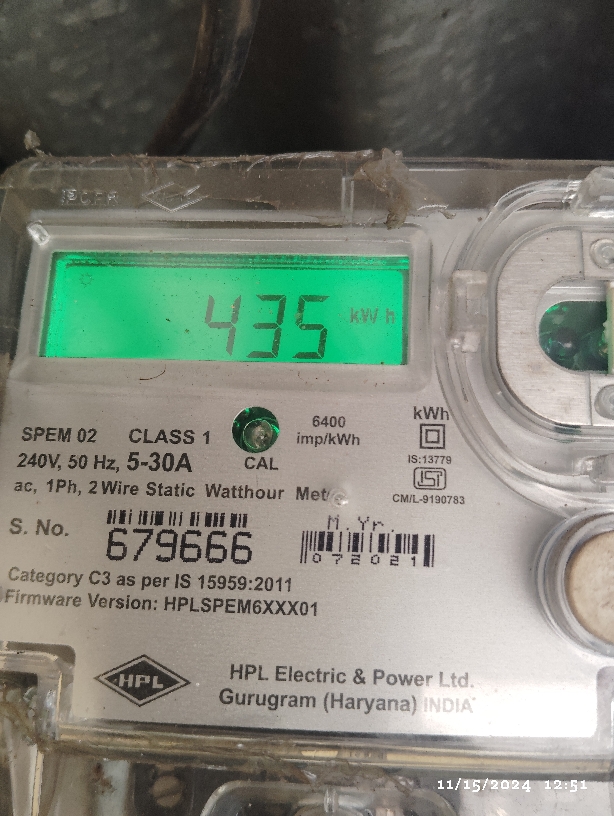 435 kWh
SPEM 02 CLASS 1
6400
imp/kWh
kWh
240V, 50 Hz, 5-30A
CAL
IS:13779
ISI
CM/L-9190783
ac, 1Ph, 2 Wire Static Watthour Meter
S. No.
679666
M.Yr.
072021
Category C3 as per IS 15959:2011
Firmware Version: HPLSPEM6XXX01
HPL
HPL Electric & Power Ltd.
Gurugram (Haryana) INDIA
11/15/2024 12:51